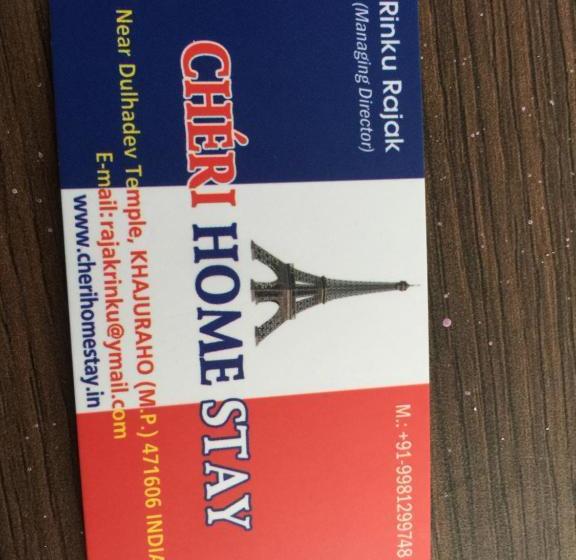 Rinku Rajak
(Managing Director)
M.: +91-9981299748
CHÉRI HOME STAY
Near Dulhadev Temple, KHAJURAHO (M.P.) 471606 INDIA
E-mail:rajakrinku@ymail.com
www.cherihomestay.in